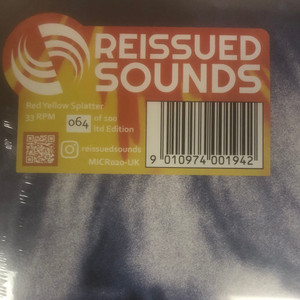 REISSUED
SOUNDS
Red Yellow Splatter
33 RPM 064 of 100
ltd Edition
reissuedsounds
MICR020-UK
9 010974 001942